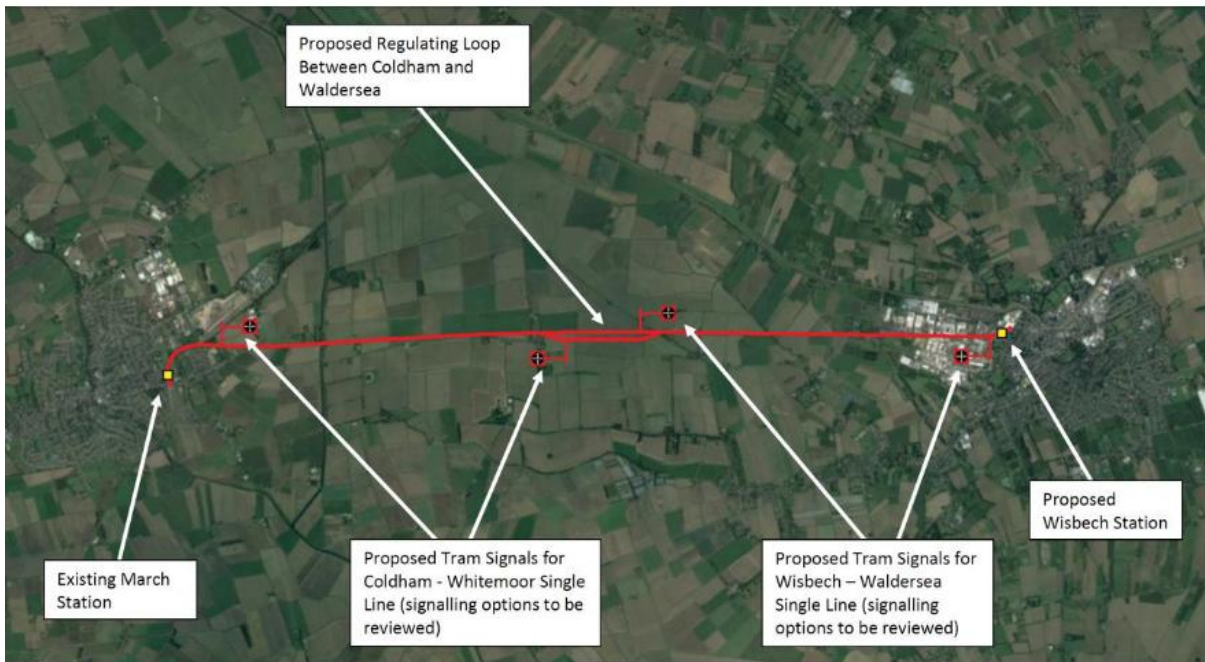 Proposed Regulating Loop
Between Coldham and
Waldersea
Existing March
Station
Proposed Tram Signals for
Coldham - Whitemoor Single
Line (signalling options to be
reviewed)
Proposed Tram Signals for
Wisbech – Waldersea
Single Line (signalling
options to be reviewed)
Proposed
Wisbech Station